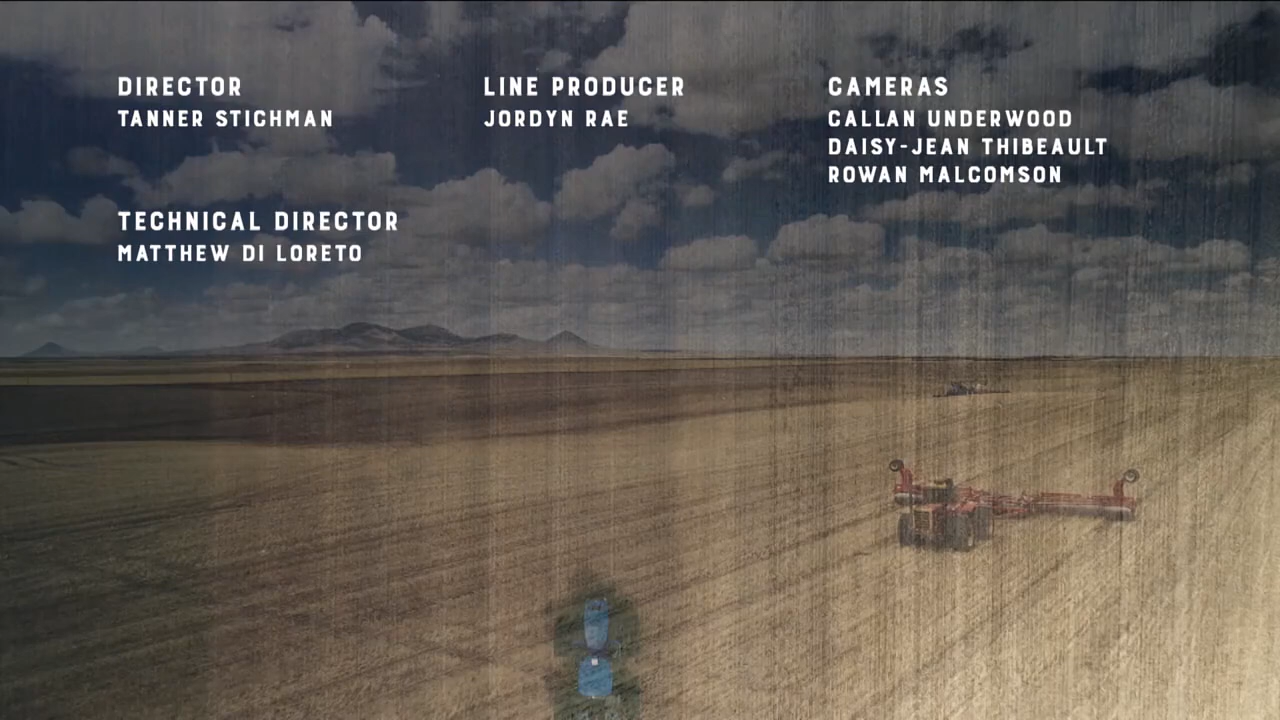 DIRECTOR
TANNER STICHMAN
TECHNICAL DIRECTOR
MATTHEW DI LORETO
LINE PRODUCER
JORDYN RAE
CAMERAS
CALLAN UNDERWOOD
DAISY-JEAN THIBEAULT
ROWAN MALCOMSON